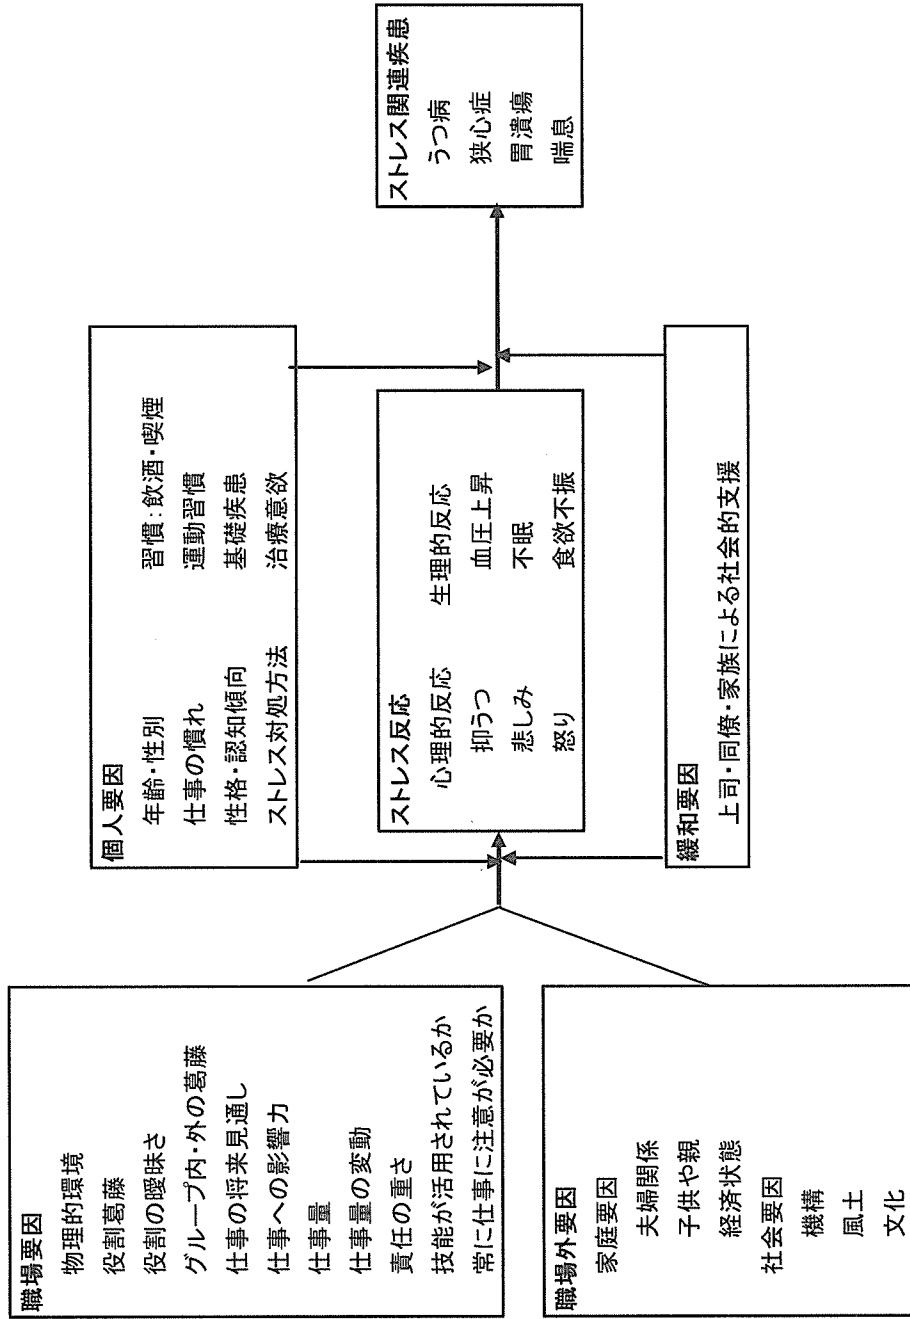 職場要因
物理的環境
役割葛藤
役割の曖昧さ
グループ内・外の葛藤
仕事の将来見通し
仕事への影響力
仕事量
仕事量の変動
責任の重さ
技能が活用されているか
常に仕事に注意が必要か
職場外要因
家庭要因
夫婦関係
子供や親
経済状態
社会要因
機構
風土
文化
個人要因
年齢・性別 習慣:飲酒・喫煙
仕事の慣れ 運動習慣
性格・認知傾向 基礎疾患
ストレス対処方法 治療意欲
ストレス反応
心理的反応 生理的反応
抑うつ 血圧上昇
悲しみ 不眠
怒り 食欲不振
緩和要因
上司・同僚・家族による社会的支援
ストレス関連疾患
うつ病
狭心症
胃潰瘍
喘息